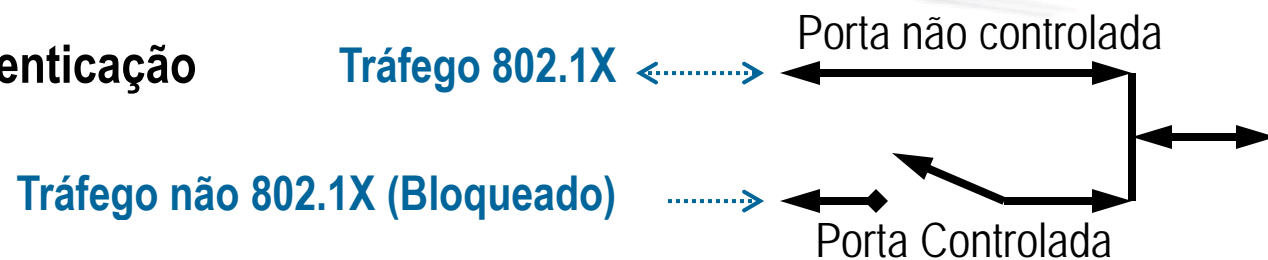 Porta não controlada
enticação Tráfego 802.1X
Tráfego não 802.1X (Bloqueado)
Porta Controlada